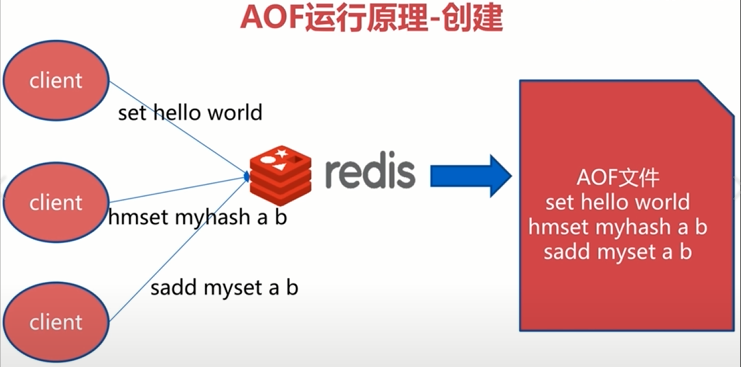 AOF运行原理-创建
client
set hello world
client
hmset myhash a b
client
sadd myset a b
redis
AOF文件
set hello world
hmset myhash a b
sadd myset a b